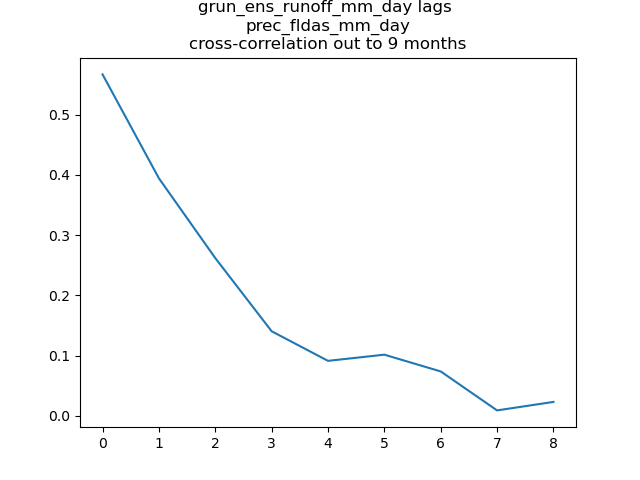 grun_ens_runoff_mm_day lags
prec_fldas_mm_day
cross-correlation out to 9 months
0.5
0.4
0.3
0.2
0.1
0.0
0 1 2 3 4 5 6 7 8